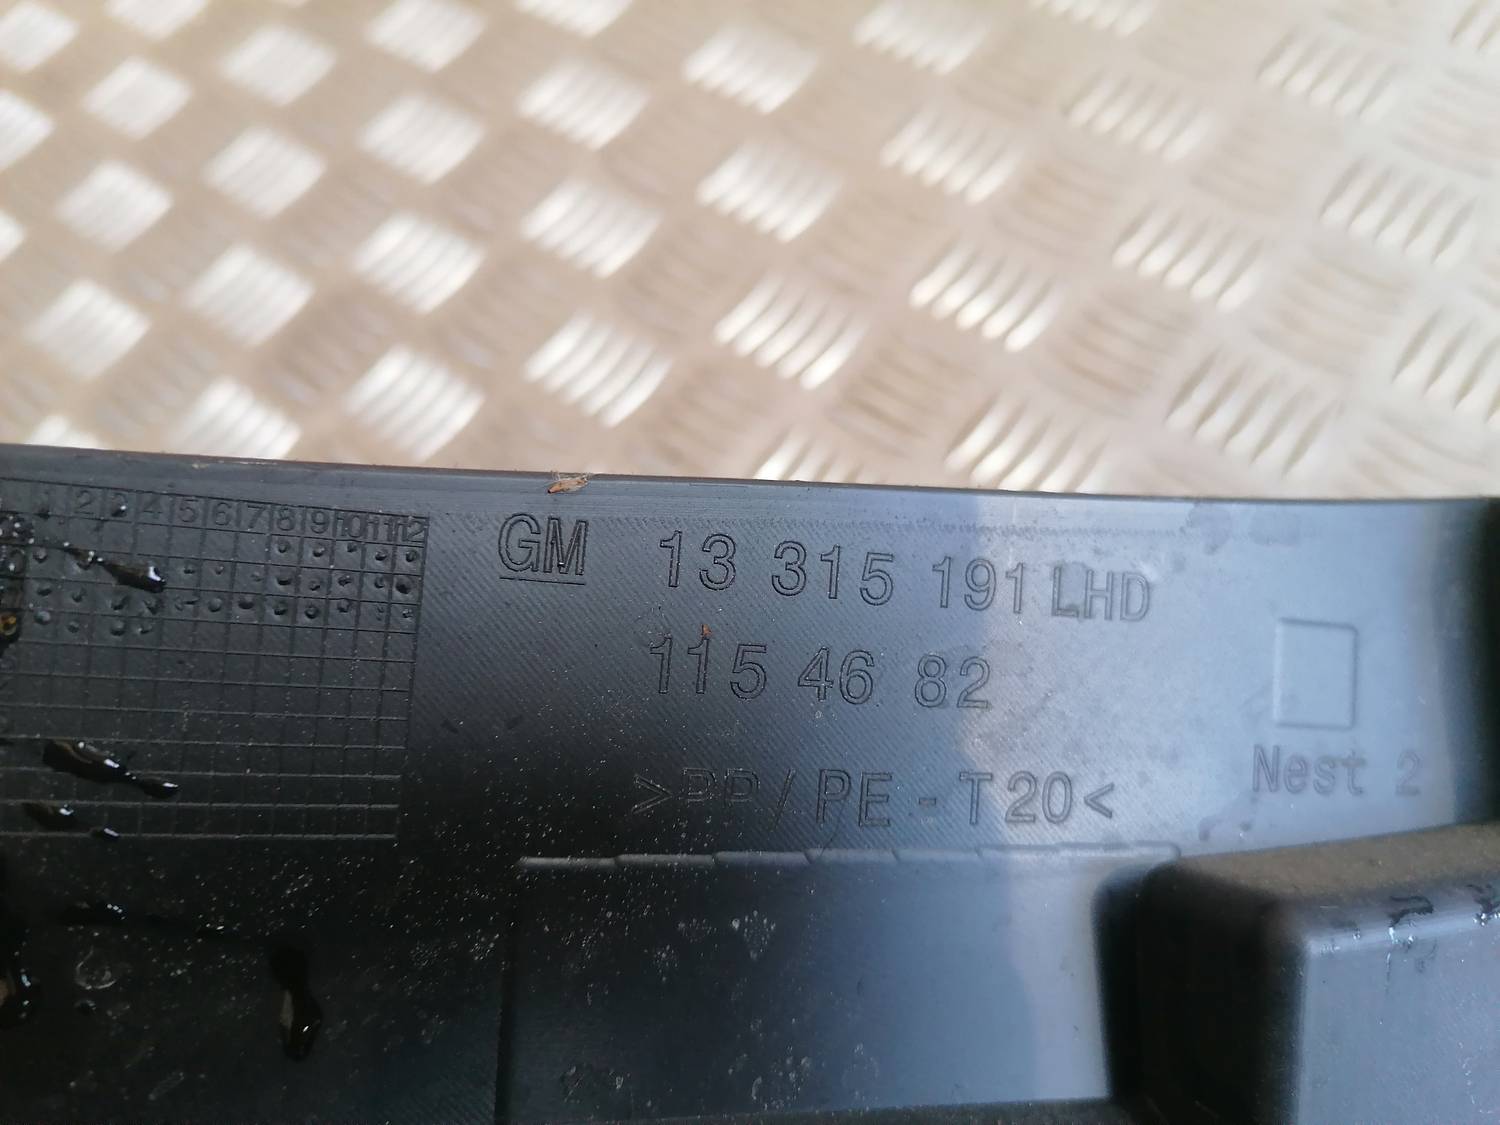 1 2 3 4 5 6 7 8 9 10 11 12
GM 13 315 191 LHD
115 46 82
>PP/PE-T20<
Nest 2